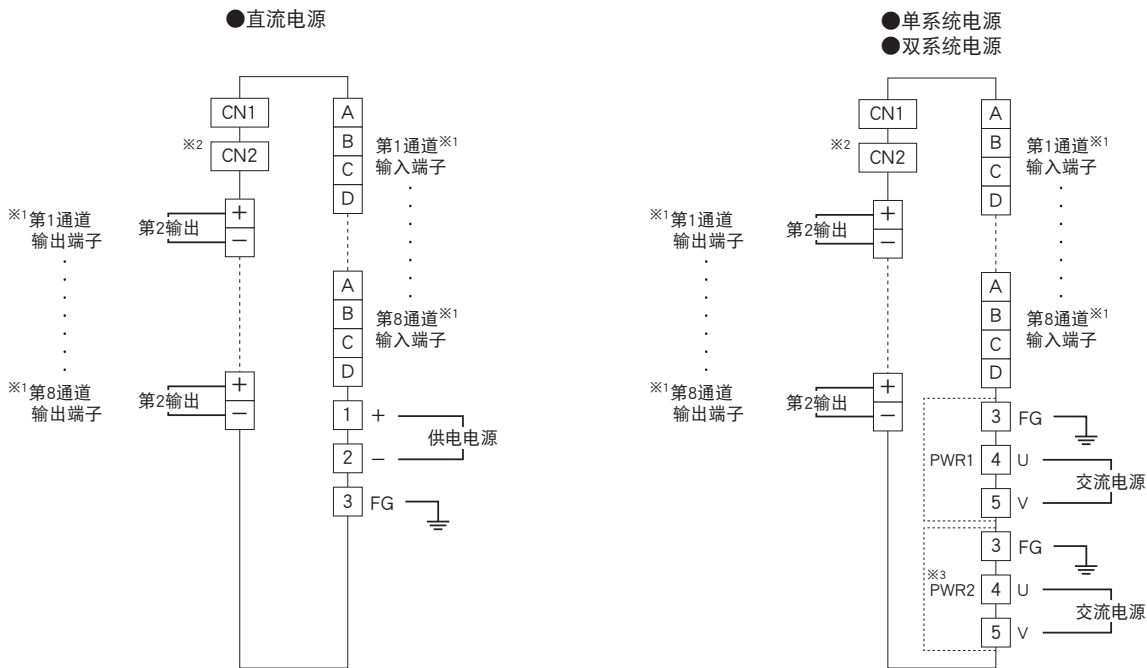 ●直流电源
CN1
※2
CN2
※1第1通道
输出端子
第2输出
+
−
※1第8通道
输出端子
第2输出
+
−
A
B
C
D
第1通道※1
输入端子
A
B
C
D
第8通道※1
输入端子
1 +
2 −
供电电源
3 FG
●单系统电源
●双系统电源
CN1
※2
CN2
※1第1通道
输出端子
第2输出
+
−
※1第8通道
输出端子
第2输出
+
−
A
B
C
D
第1通道※1
输入端子
A
B
C
D
第8通道※1
输入端子
PWR1
3 FG
4 U
5 V
交流电源
※3
PWR2
3 FG
4 U
5 V
交流电源